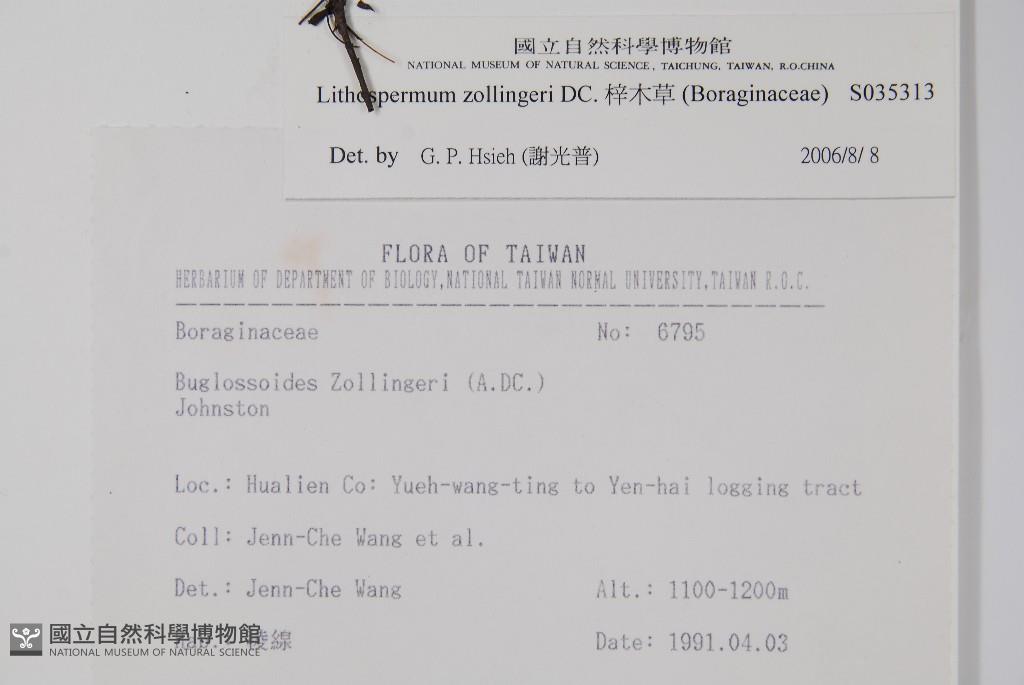 國立自然科學博物館
NATIONAL MUSEUM OF NATURAL SCIENCE, TAICHUNG, TAIWAN, R.O.CHINA
Lithospermum zollingeri DC. 梓木草 (Boraginaceae) S035313
Det. by G. P. Hsieh (謝光普) 2006/8/ 8
FLORA OF TAIWAN
HERBARIUM OF DEPARTMENT OF BIOLOGY,NATIONAL TAIWAN NORMAL UNIVERSITY,TAIWAN R.O.C.
Boraginaceae No: 6795
Buglossoides Zollingeri (A.DC.)
Johnston
Loc.: Hualien Co: Yueh-wang-ting to Yen-hai logging tract
Coll: Jenn-Che Wang et al.
Det.: Jenn-Che Wang Alt.: 1100-1200m
稜線 Date: 1991.04.03
國立自然科學博物館
NATIONAL MUSEUM OF NATURAL SCIENCE